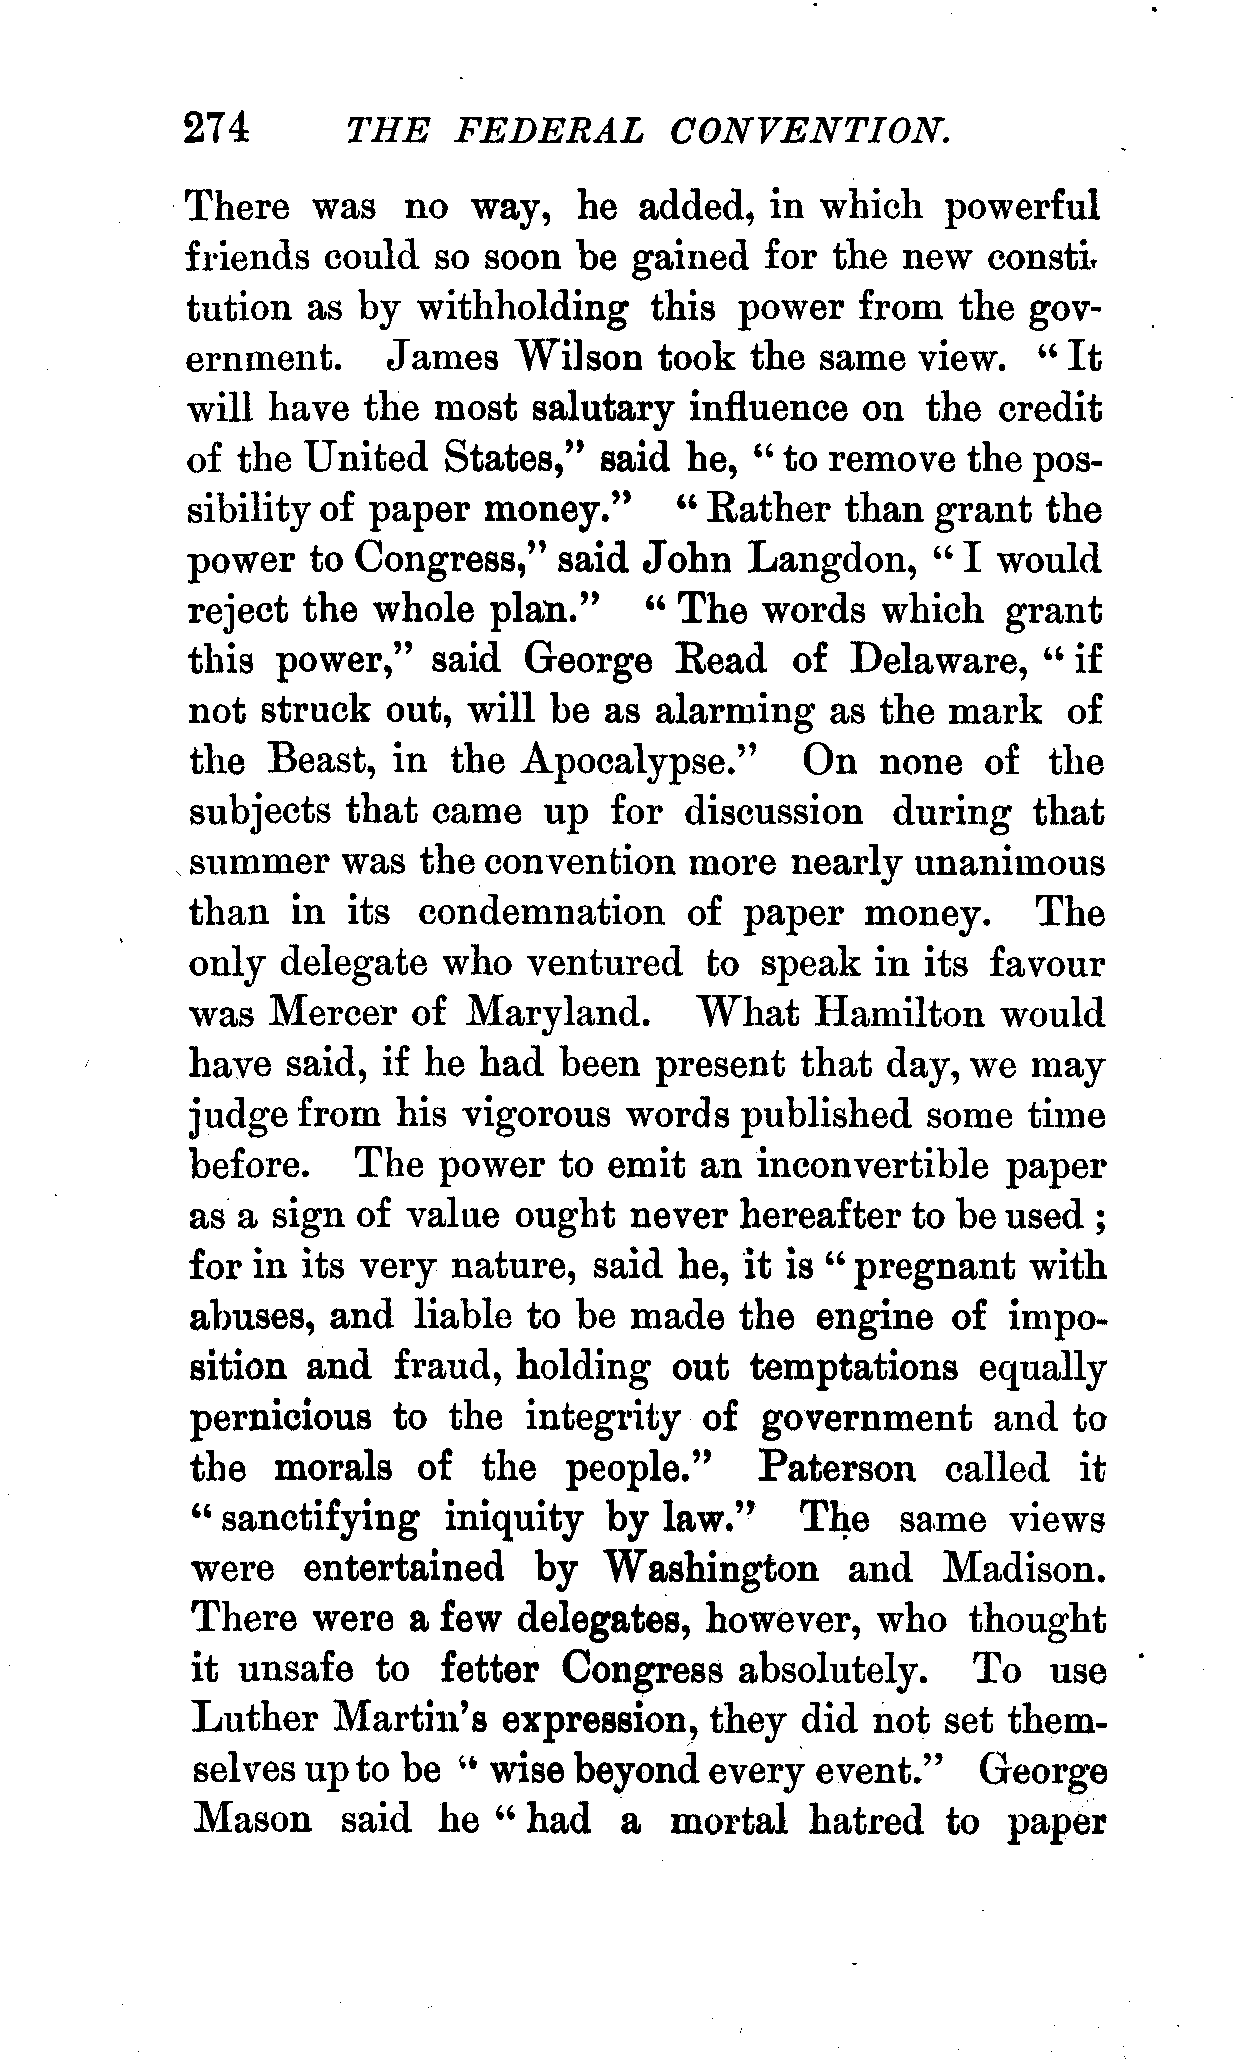 274 THE FEDERAL CONVENTION.
There was no way, he added, in which powerful
friends could so soon be gained for the new consti-
tution as by withholding this power from the gov-
ernment. James Wilson took the same view. “ It
will have the most salutary influence on the credit
of the United States,” said he, “ to remove the pos-
sibility of paper money.” “ Rather than grant the
power to Congress,” said John Langdon, “ I would
reject the whole plan.” “ The words which grant
this power,” said George Read of Delaware, “ if
not struck out, will be as alarming as the mark of
the Beast, in the Apocalypse.” On none of the
subjects that came up for discussion during that
summer was the convention more nearly unanimous
than in its condemnation of paper money. The
only delegate who ventured to speak in its favour
was Mercer of Maryland. What Hamilton would
have said, if he had been present that day, we may
judge from his vigorous words published some time
before. The power to emit an inconvertible paper
as a sign of value ought never hereafter to be used ;
for in its very nature, said he, it is “ pregnant with
abuses, and liable to be made the engine of impo-
sition and fraud, holding out temptations equally
pernicious to the integrity of government and to
the morals of the people.” Paterson called it
“ sanctifying iniquity by law.” The same views
were entertained by Washington and Madison.
There were a few delegates, however, who thought
it unsafe to fetter Congress absolutely. To use
Luther Martin’s expression, they did not set them-
selves up to be “ wise beyond every event.” George
Mason said he “ had a mortal hatred to paper